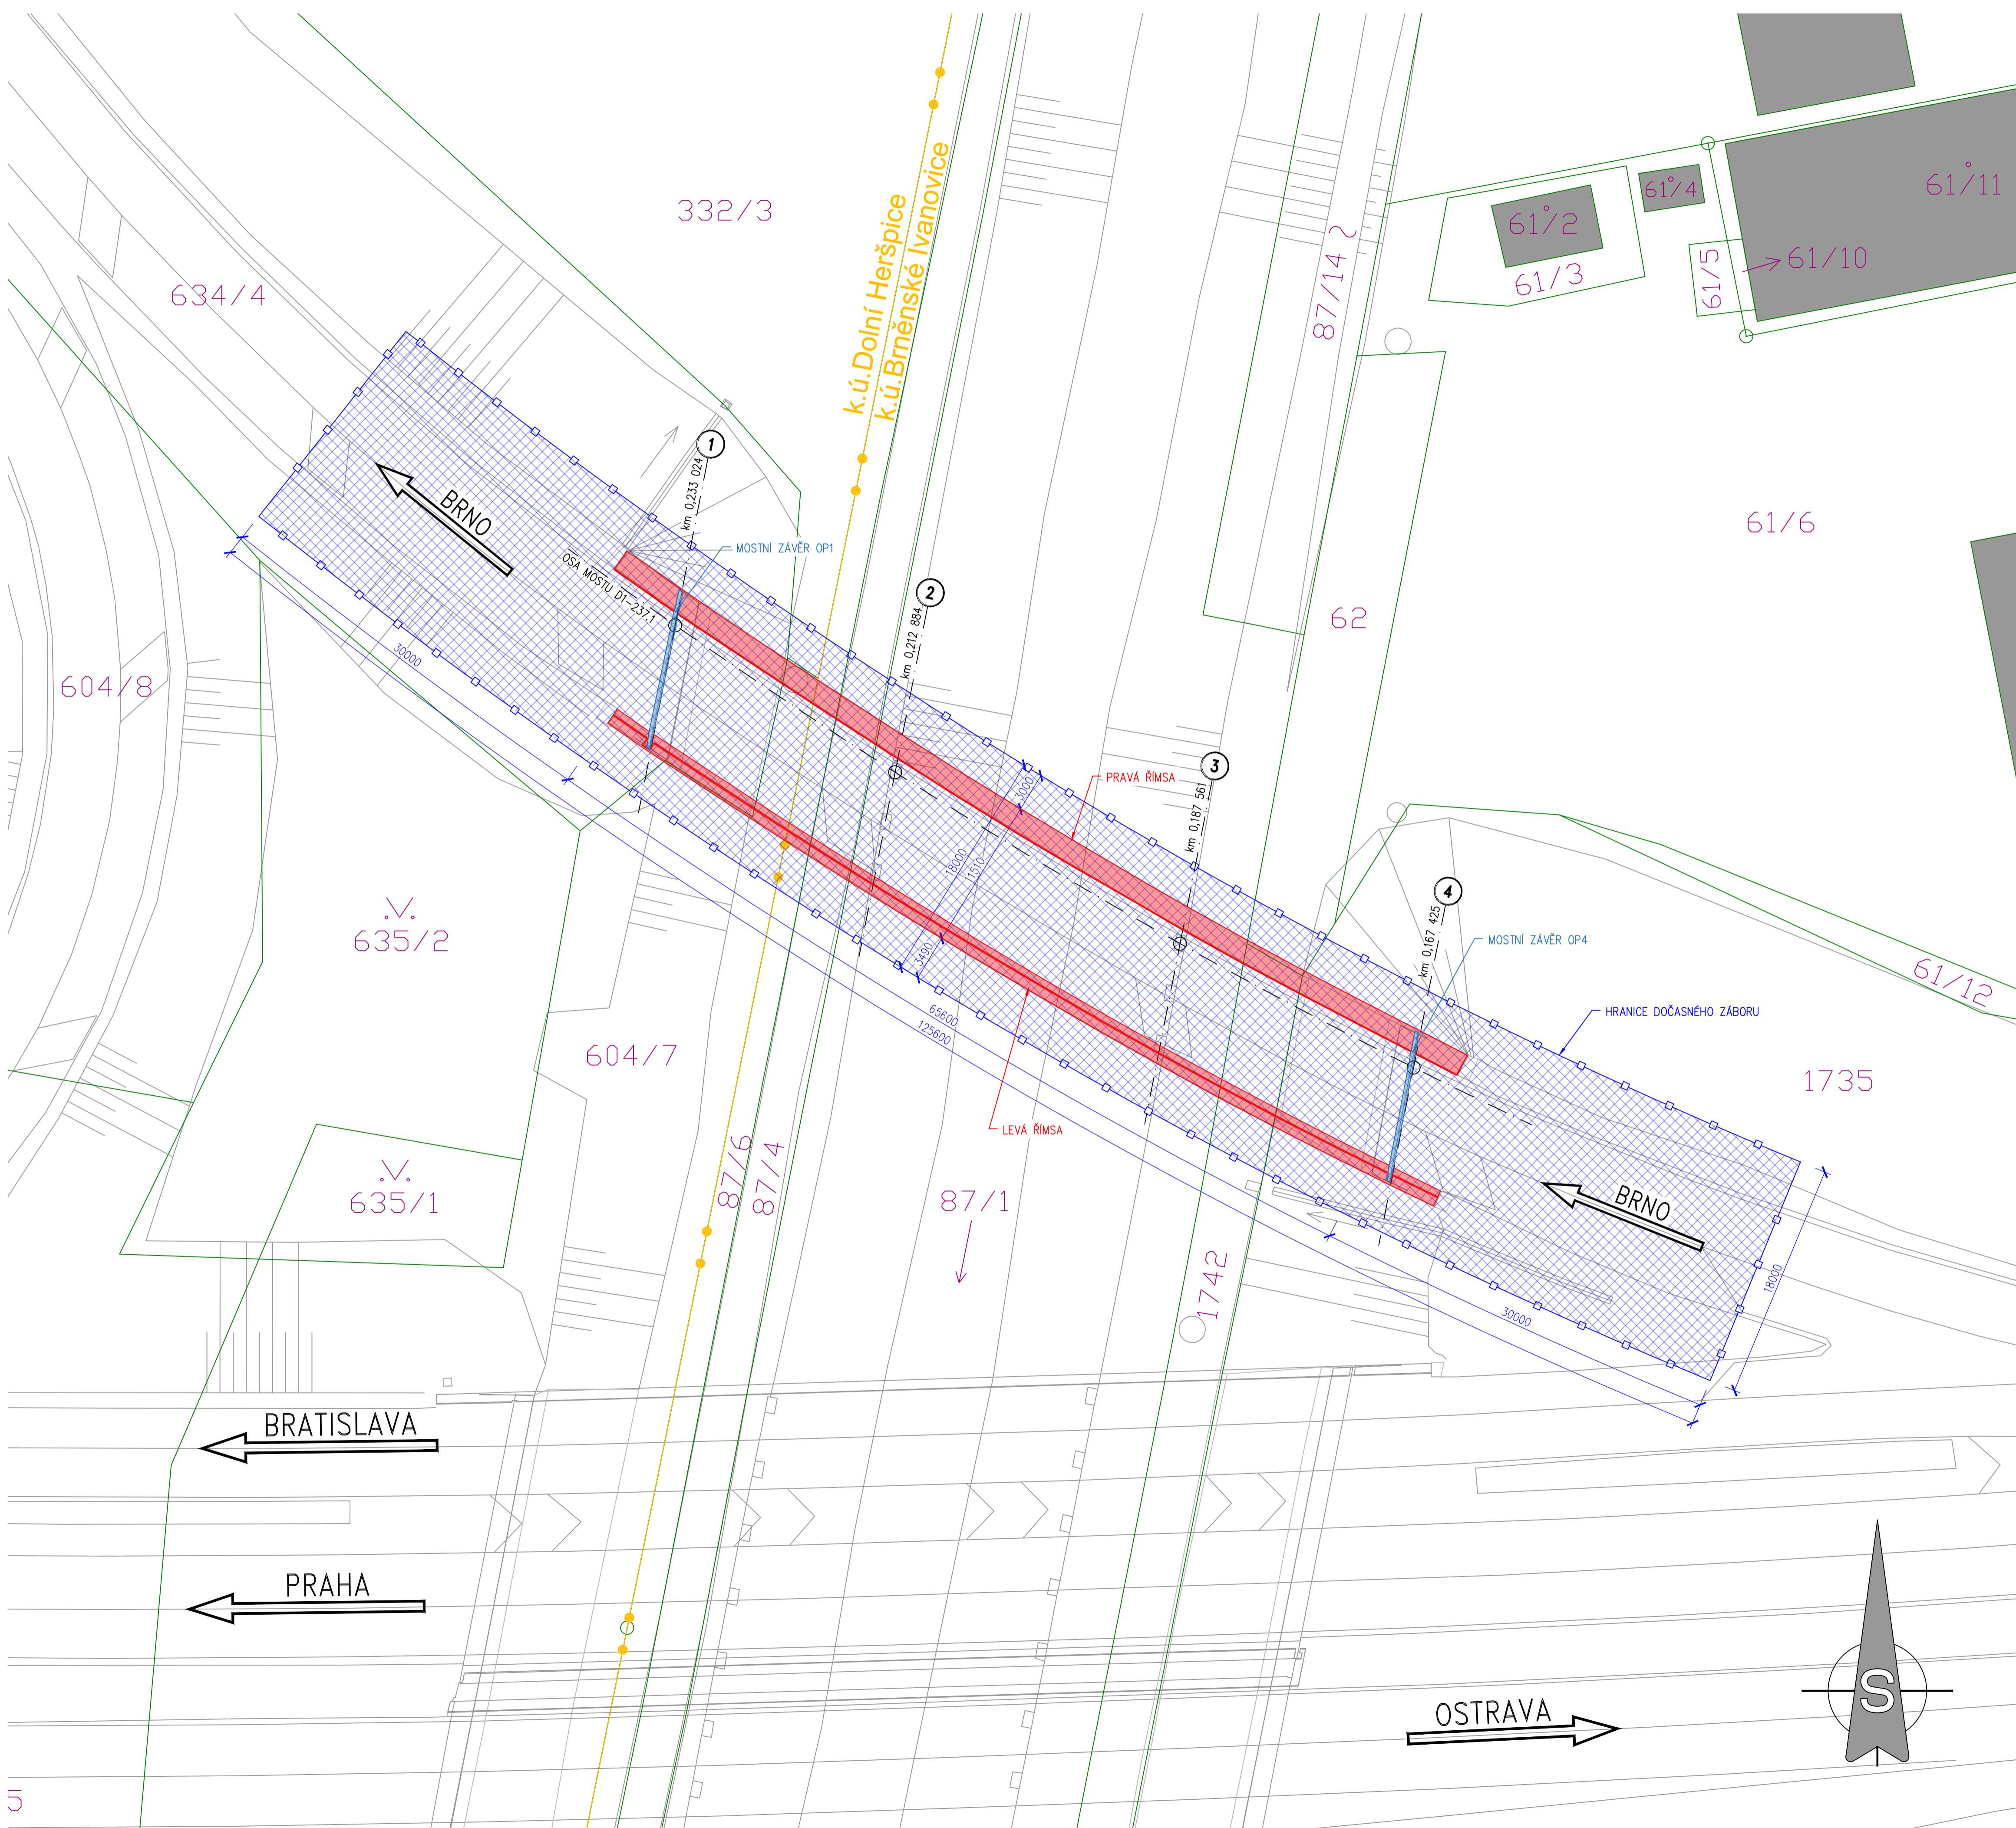 332/3
k.ú.Dolní Heršpice
k.ú.Brněnské Ivanovice
61/11
61/4
61/2
61/3
61/5
61/10
87/14
634/4
1
km 0,233 024
BRNO
MOSTNÍ ZÁVĚR OP1
OSA MOSTU D1-237.1
61/6
2
km 0,212 884
62
30000
604/8
3
km 0,187 561
PRAVÁ ŘÍMSA
3000
18000
11510
3490
4
km 0,167 425
MOSTNÍ ZÁVĚR OP4
635/2
61/12
HRANICE DOČASNÉHO ZÁBORU
65600
125600
604/7
1735
LEVÁ ŘÍMSA
87/6
87/4
635/1
87/1
BRNO
1742
18000
30000
BRATISLAVA
PRAHA
OSTRAVA
S
5